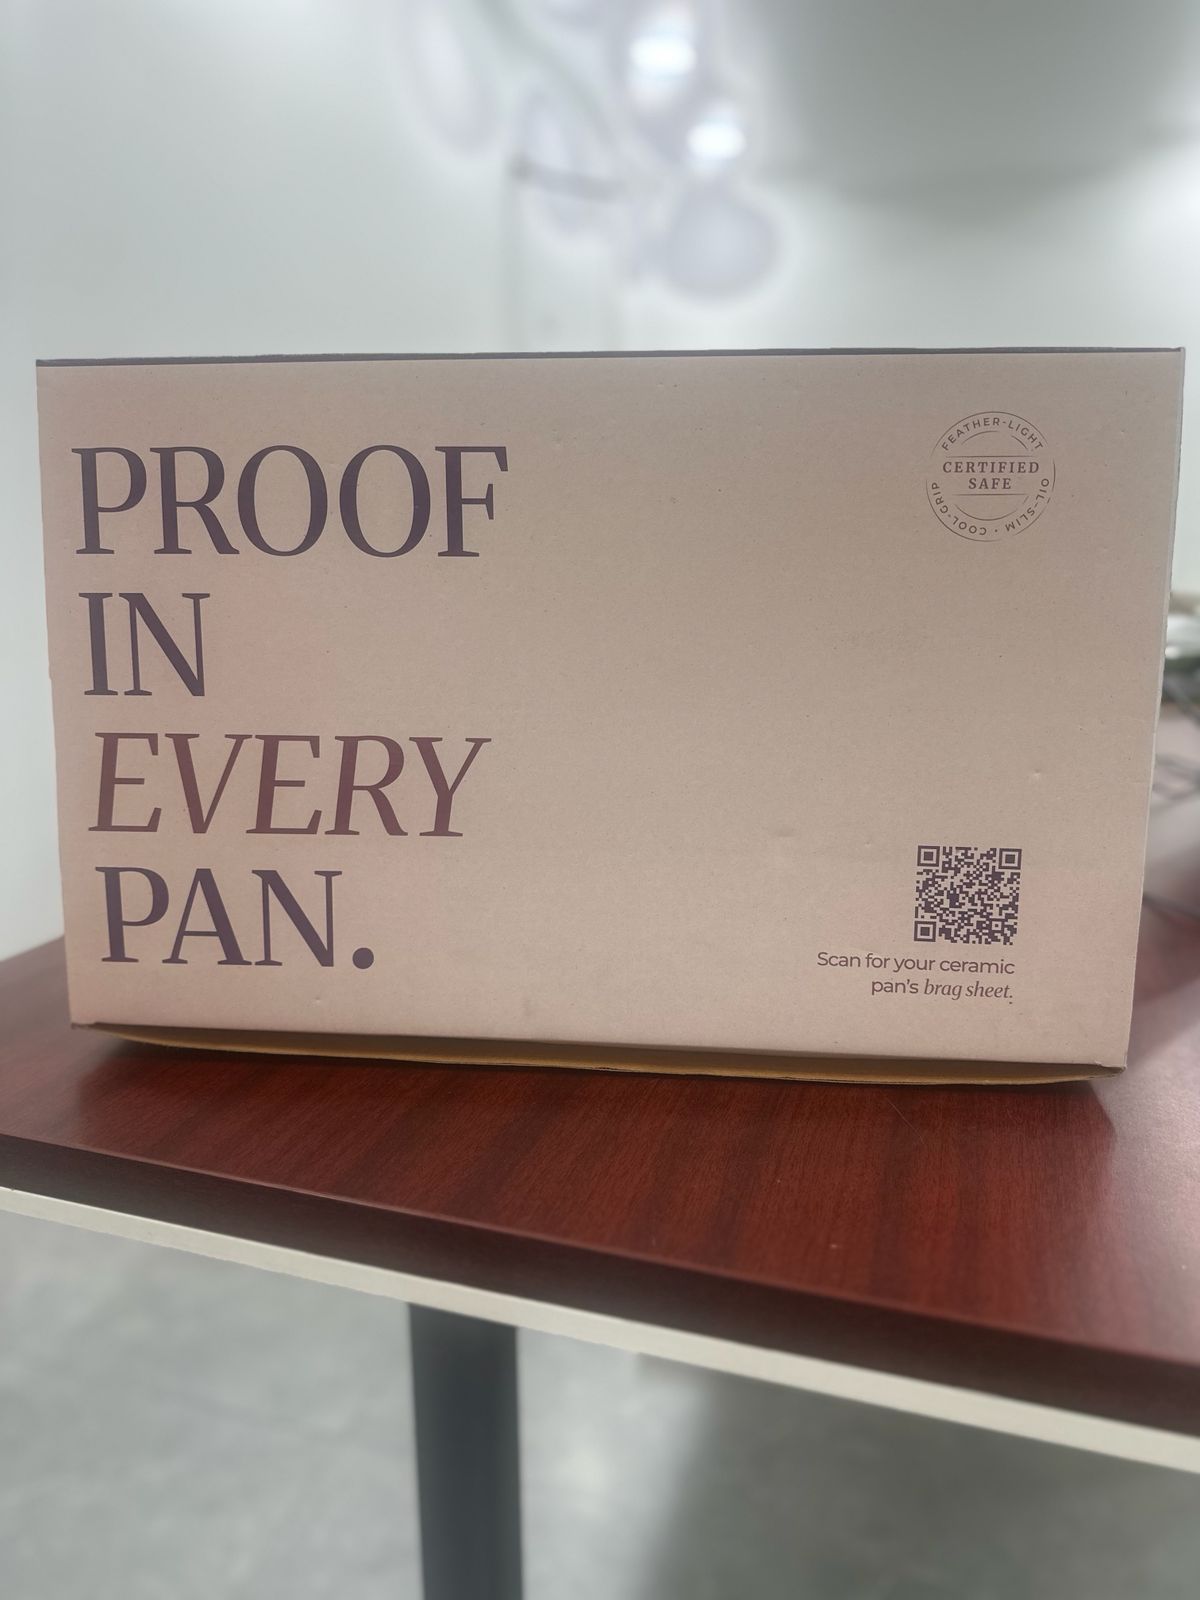 PROOF
IN
EVERY
PAN.
FEATHER-LIGHT
CERTIFIED
SAFE
OIL-SLIM • COOL-GRIP
Scan for your ceramic
pan's brag sheet.